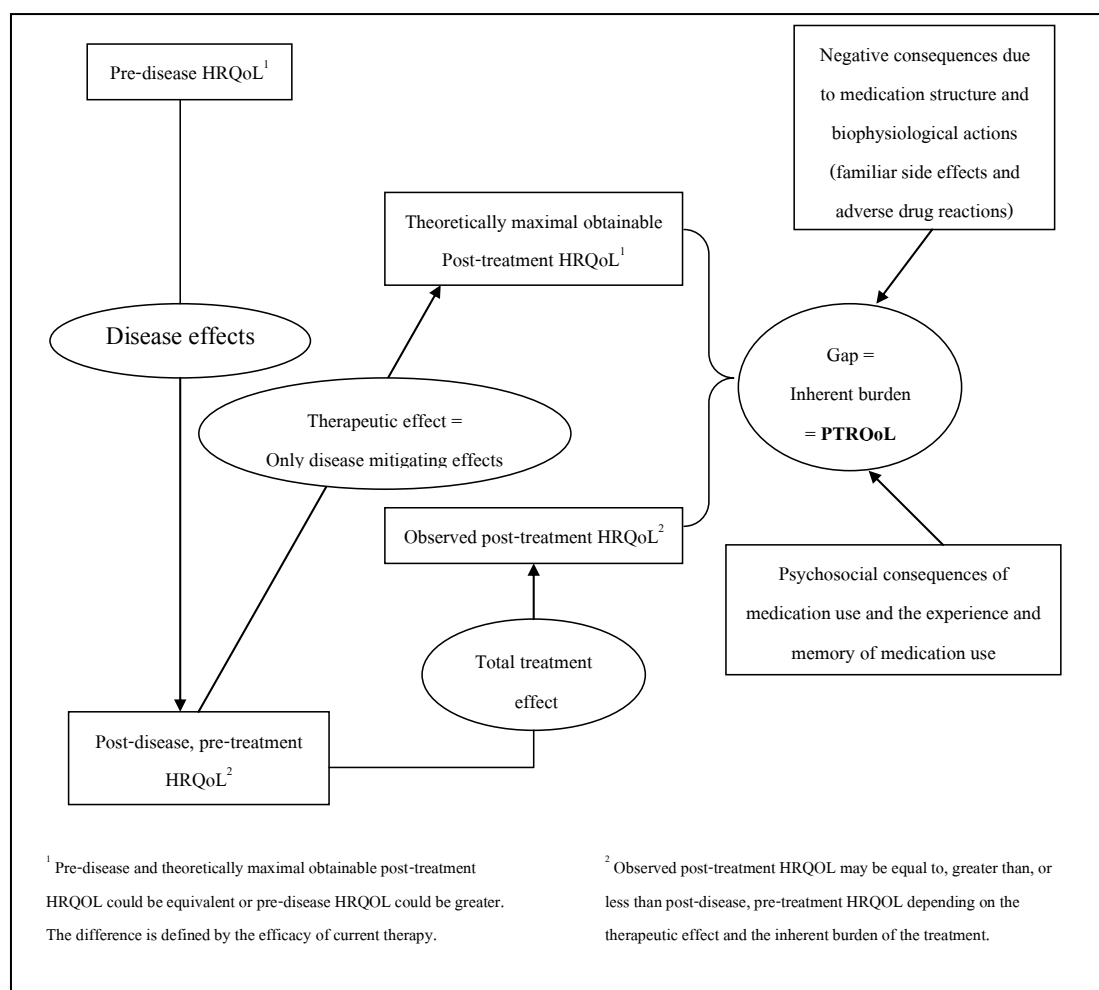 Pre-disease HRQoL¹
Negative consequences due
to medication structure and
biophysiological actions
(familiar side effects and
adverse drug reactions)
Theoretically maximal obtainable
Post-treatment HRQoL¹
Disease effects
Gap =
Inherent burden
= PTRQoL
Therapeutic effect =
Only disease mitigating effects
Observed post-treatment HRQoL²
Psychosocial consequences of
medication use and the experience and
memory of medication use
Total treatment
effect
Post-disease, pre-treatment
HRQoL²
¹ Pre-disease and theoretically maximal obtainable post-treatment
HRQOL could be equivalent or pre-disease HRQOL could be greater.
The difference is defined by the efficacy of current therapy.
² Observed post-treatment HRQOL may be equal to, greater than, or
less than post-disease, pre-treatment HRQOL depending on the
therapeutic effect and the inherent burden of the treatment.